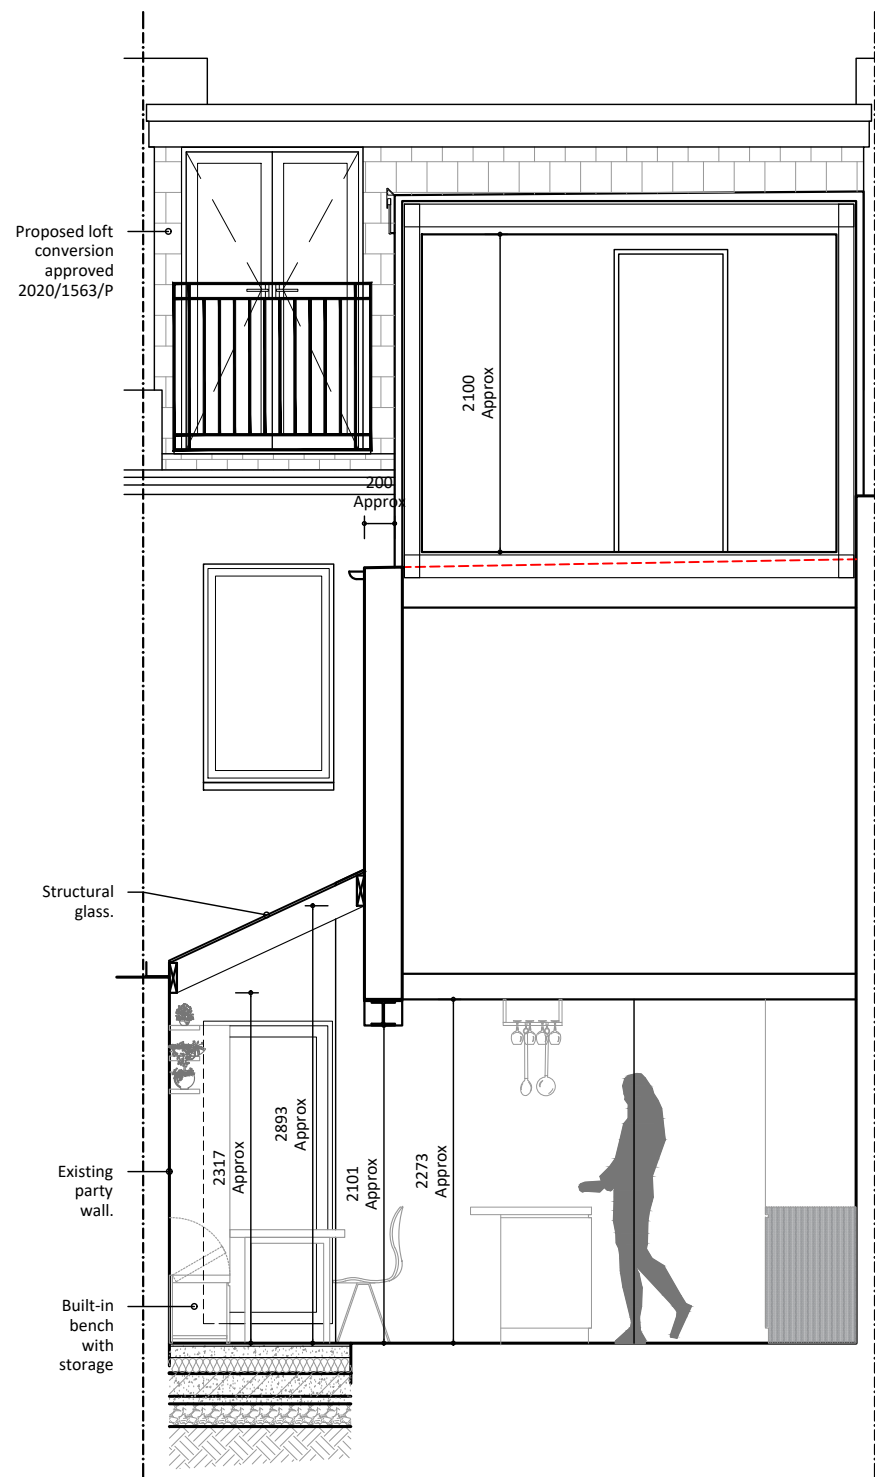 Proposed loft
conversion
approved
2020/1563/P
2100
Approx
200
Approx
Structural
glass.
2317
Approx
2893
Approx
2101
Approx
2273
Approx
Existing
party
wall.
Built-in
bench
with
storage